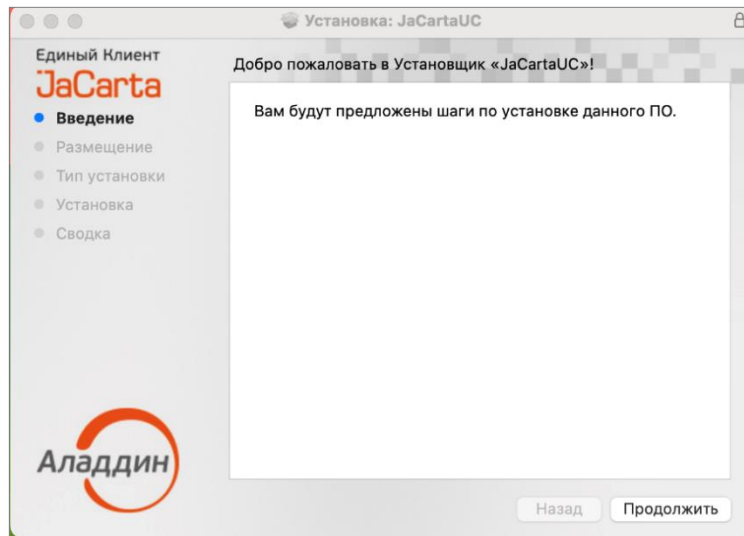 Установка: JaCartaUC
Единый Клиент
JaCarta
Введение
Размещение
Тип установки
Установка
Сводка
Аладдин
Добро пожаловать в Установщик «JaCartaUC»!
Вам будут предложены шаги по установке данного ПО.
Назад
Продолжить